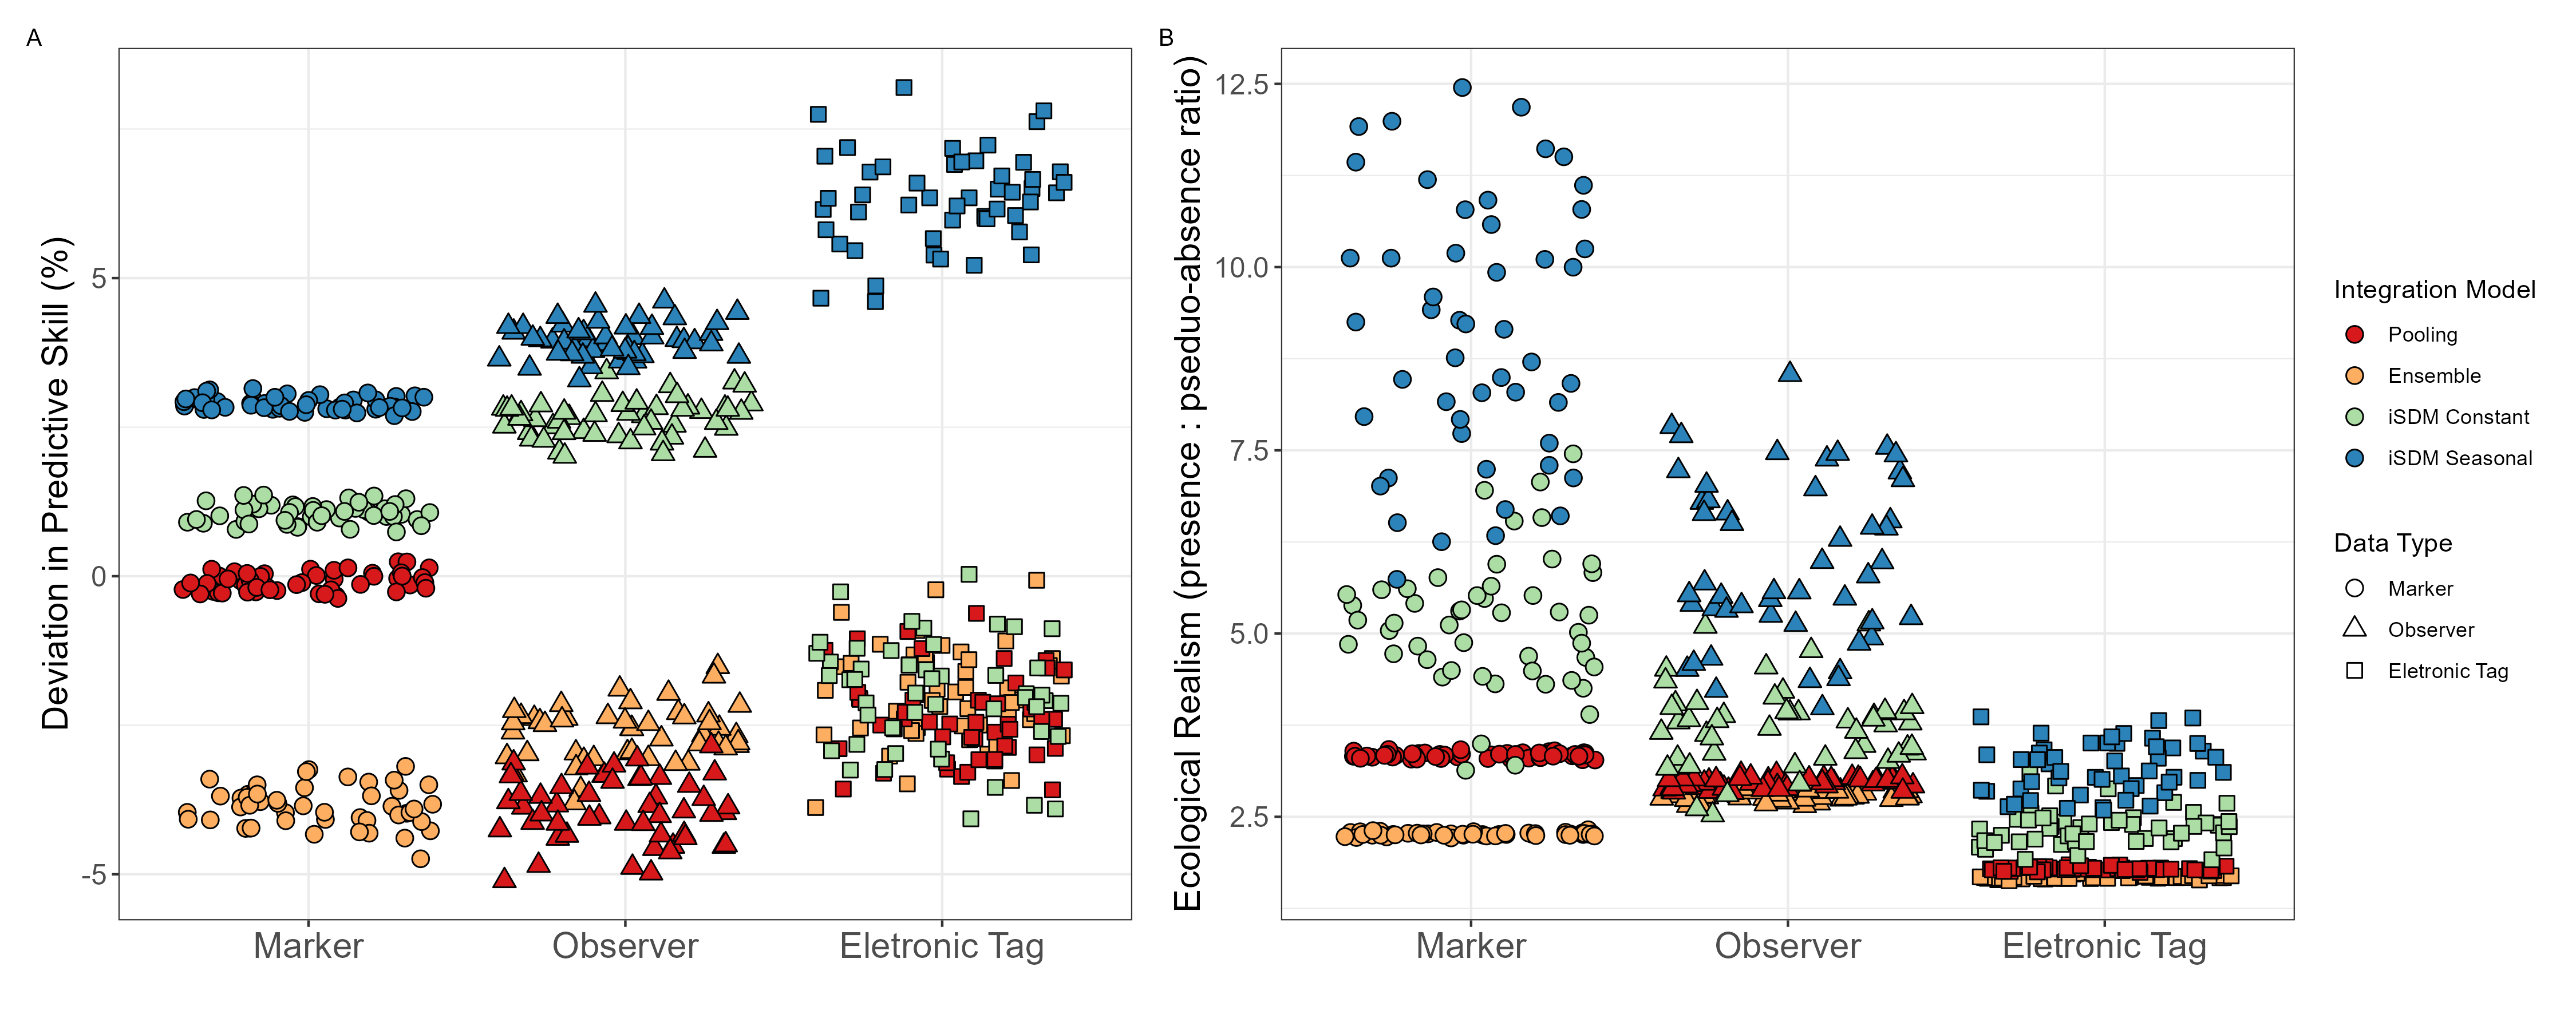 A
B
Deviation in Predictive Skill (%)
5
0
-5
Marker
Observer
Eletronic Tag
Ecological Realism (presence : pseduo-absence ratio)
12.5
10.0
7.5
5.0
2.5
Marker
Observer
Eletronic Tag
Integration Model
Pooling
Ensemble
iSDM Constant
iSDM Seasonal
Data Type
Marker
Observer
Eletronic Tag